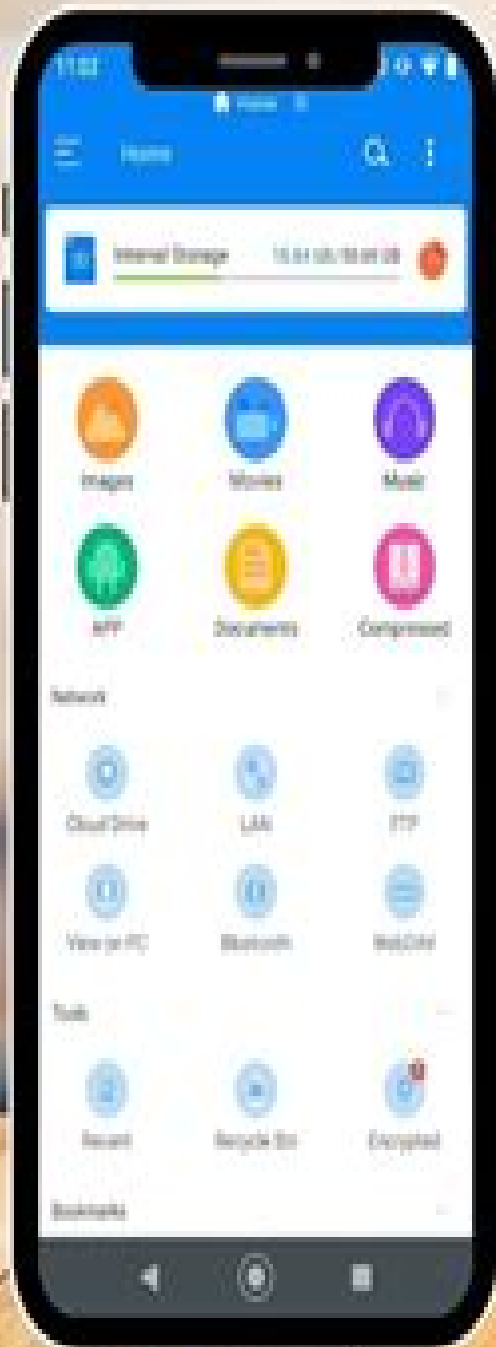 Home
Home
Internal Storage
Images Movies Music
APP Documents Compressed
Network
Cloud Drive LAN FTP
View on PC Bluetooth WebDAV
Tools
Recent Recycle Bin Encrypted
Bookmarks